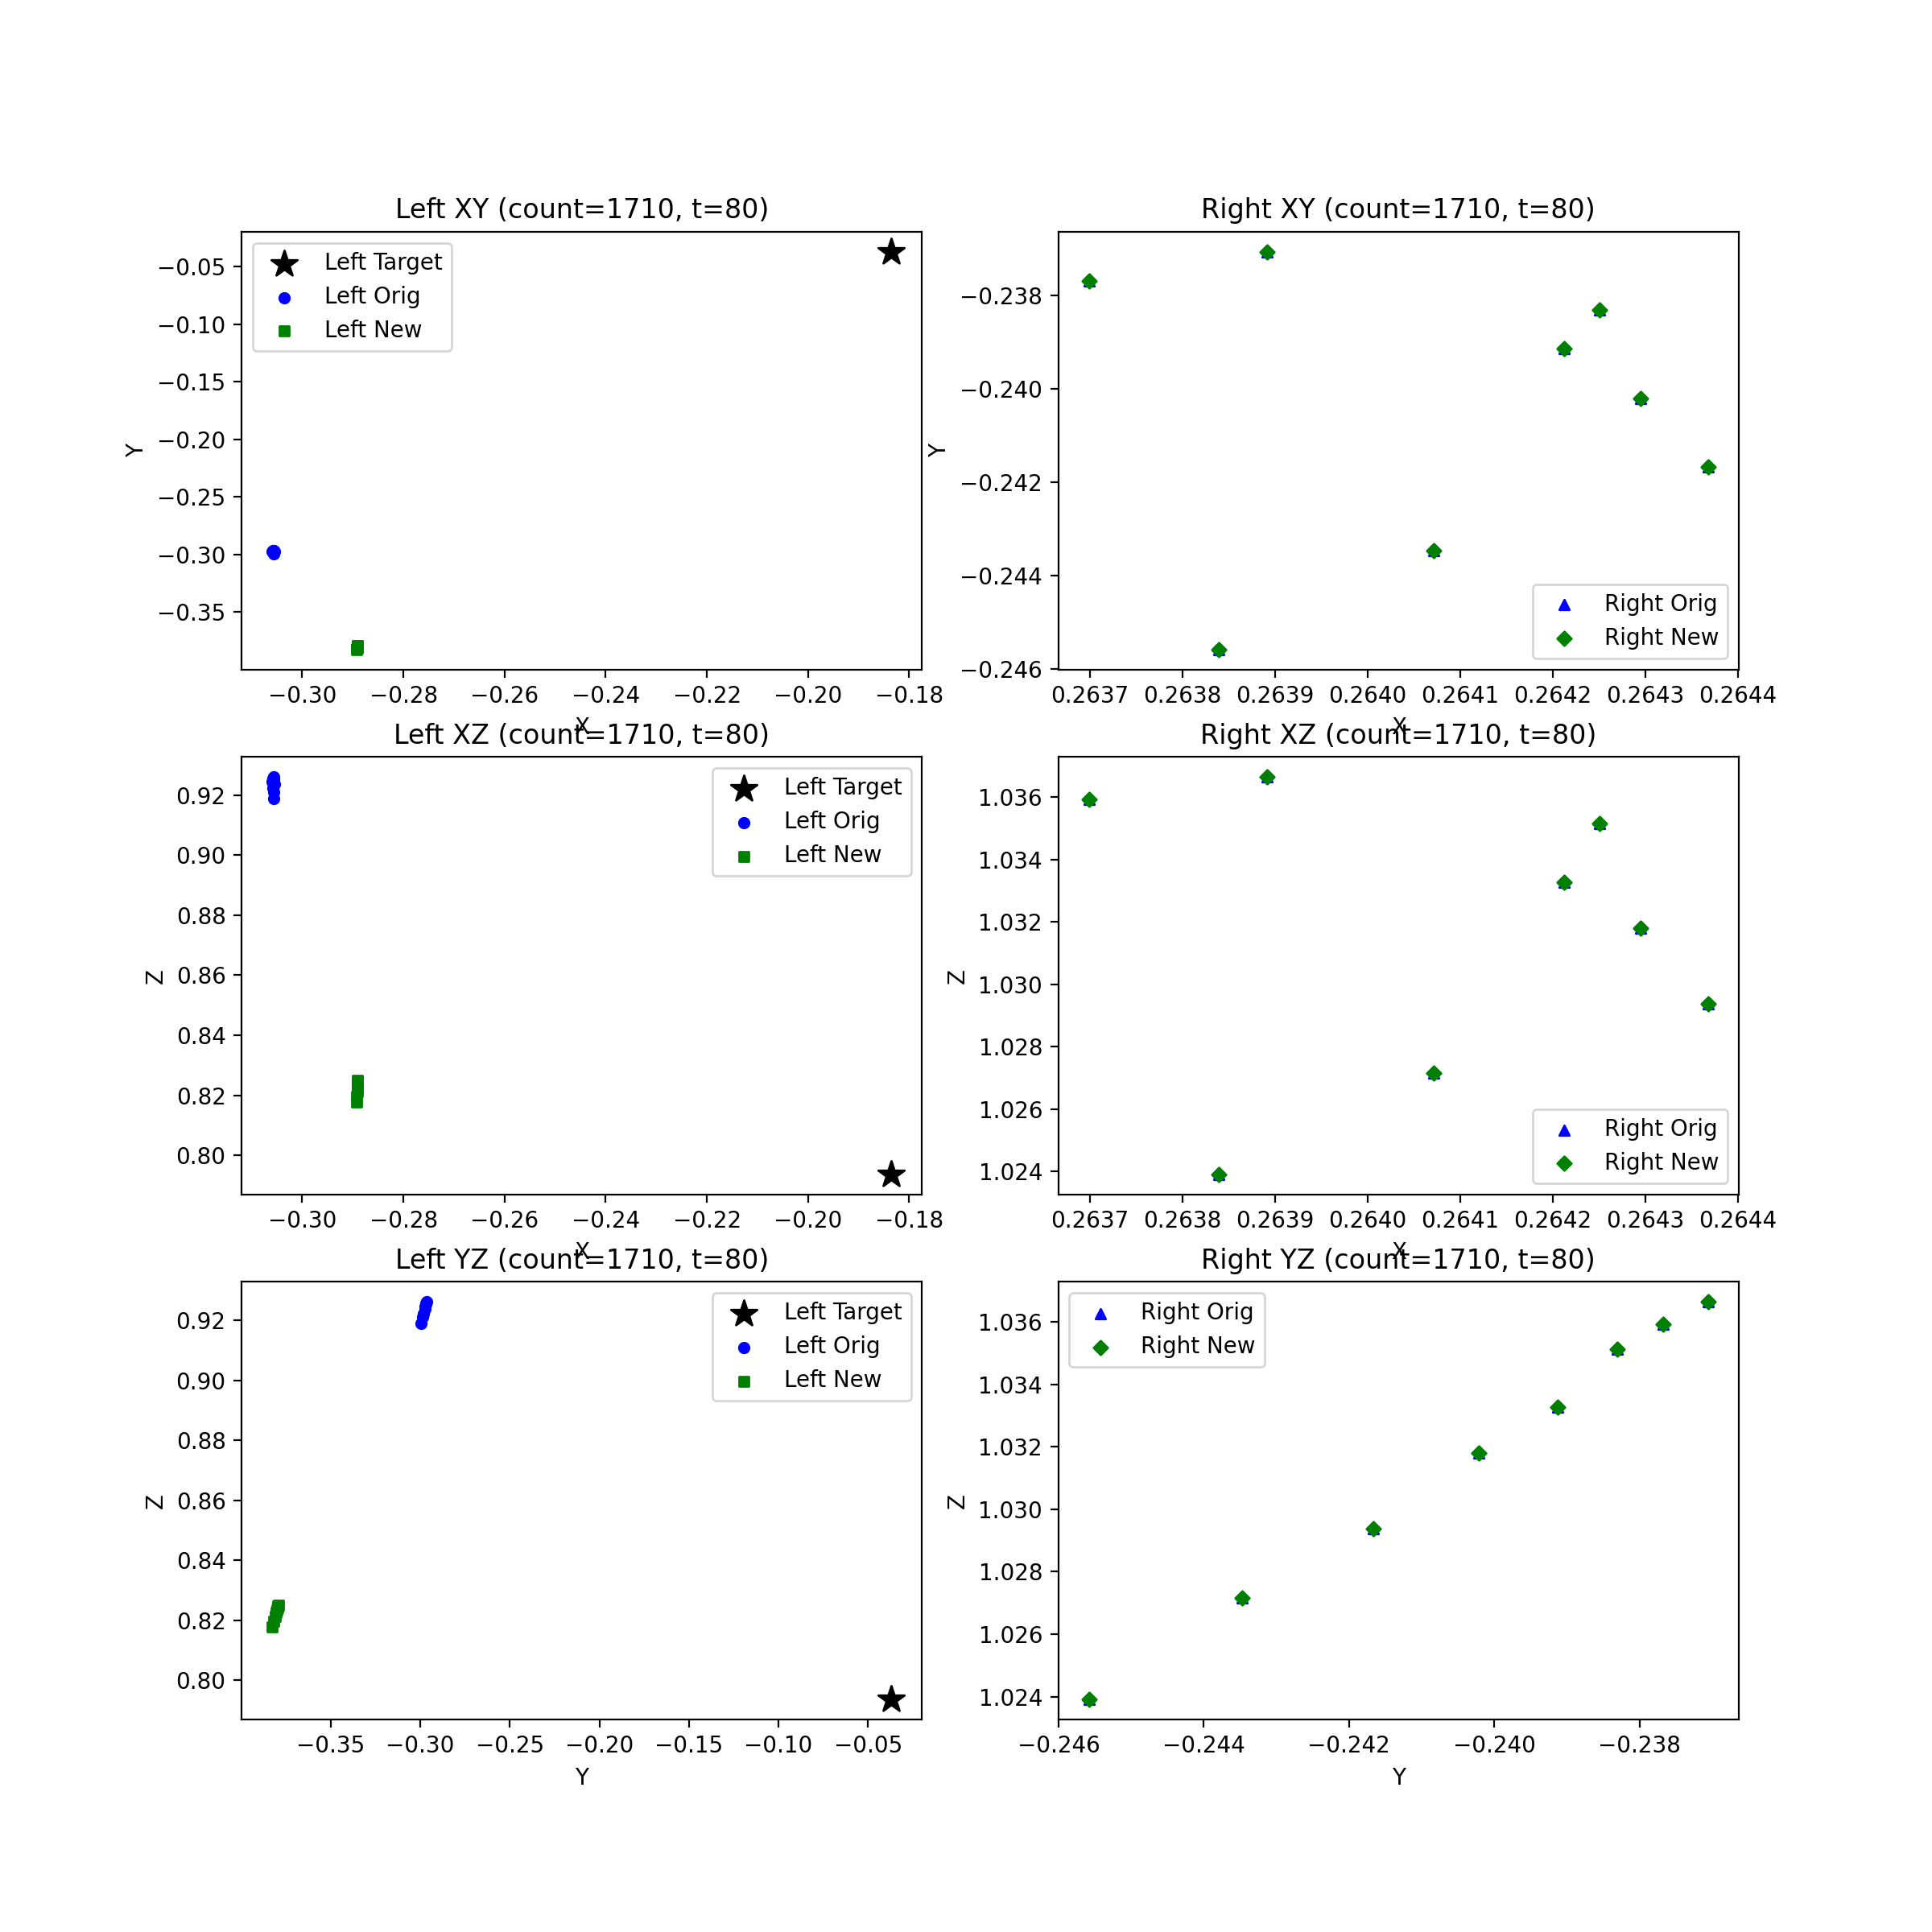 Left XY (count=1710, t=80)
Left Target
Left Orig
Left New
−0.05
−0.10
−0.15
−0.20
−0.25
−0.30
−0.35
Y
−0.30 −0.28 −0.26 −0.24 −0.22 −0.20 −0.18
X
Right XY (count=1710, t=80)
−0.238
−0.240
−0.242
−0.244
−0.246
Y
Right Orig
Right New
0.2637 0.2638 0.2639 0.2640 0.2641 0.2642 0.2643 0.2644
X
Left XZ (count=1710, t=80)
Left Target
Left Orig
Left New
0.92
0.90
0.88
0.86
0.84
0.82
0.80
Z
−0.30 −0.28 −0.26 −0.24 −0.22 −0.20 −0.18
X
Right XZ (count=1710, t=80)
1.036
1.034
1.032
1.030
1.028
1.026
1.024
Z
Right Orig
Right New
0.2637 0.2638 0.2639 0.2640 0.2641 0.2642 0.2643 0.2644
X
Left YZ (count=1710, t=80)
Left Target
Left Orig
Left New
0.92
0.90
0.88
0.86
0.84
0.82
0.80
Z
−0.35 −0.30 −0.25 −0.20 −0.15 −0.10 −0.05
Y
Right YZ (count=1710, t=80)
Right Orig
Right New
1.036
1.034
1.032
1.030
1.028
1.026
1.024
Z
−0.246 −0.244 −0.242 −0.240 −0.238
Y